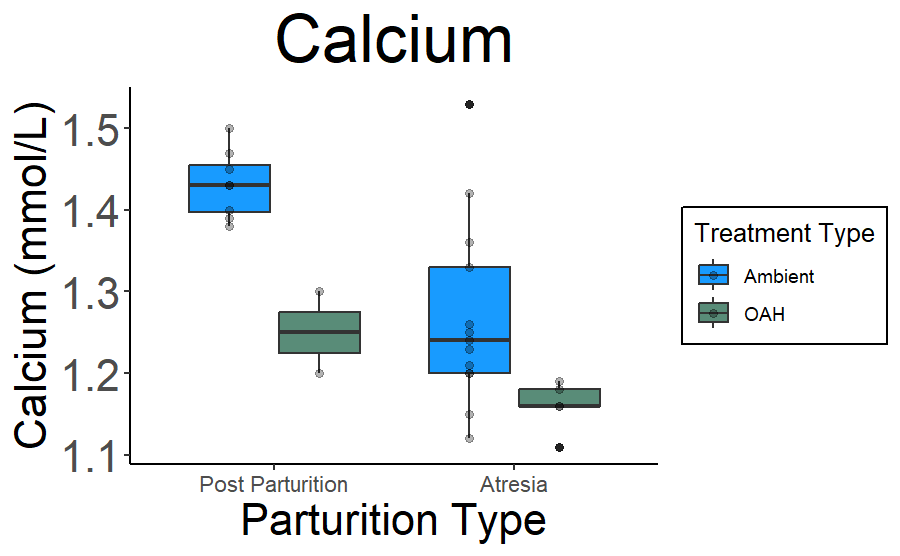 Calcium
Calcium (mmol/L)
1.5
1.4
1.3
1.2
1.1
Post Parturition
Atresia
Parturition Type
Treatment Type
Ambient
OAH